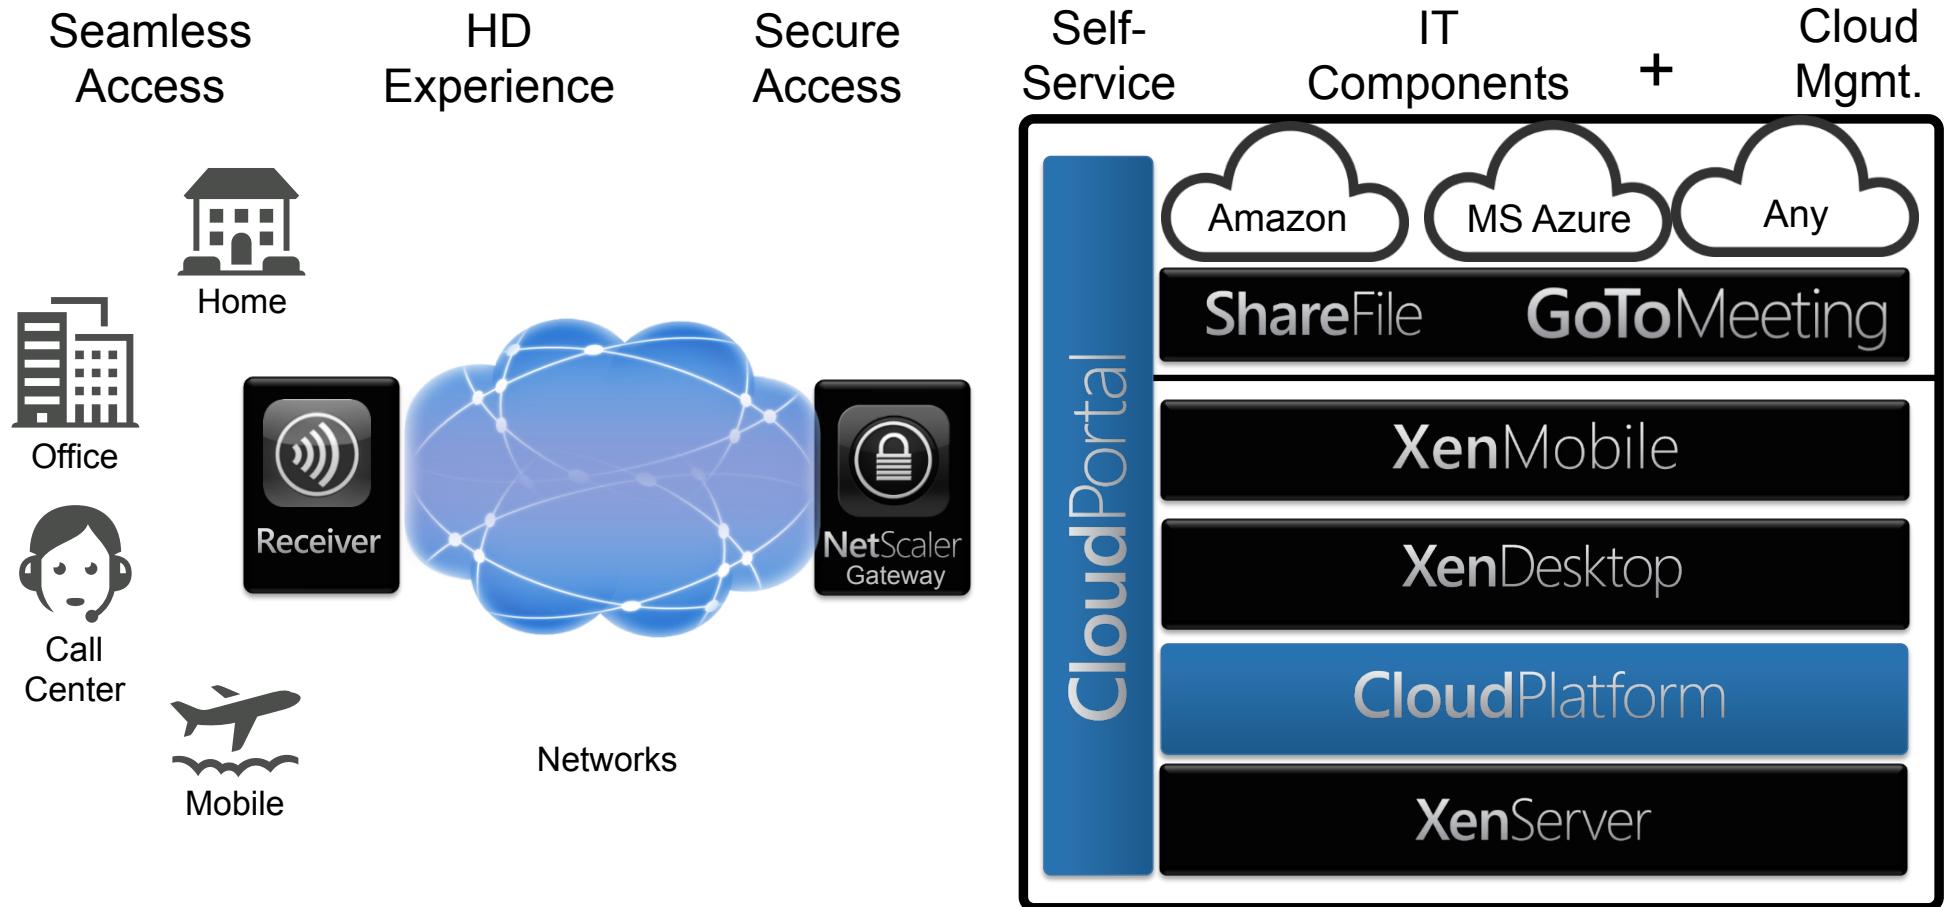 Seamless
Access
HD
Experience
Secure
Access
Self-
Service
IT
Components
+
Cloud
Mgmt.
Home
Office
Call
Center
Mobile
Receiver
Networks
NetScaler
Gateway
CloudPortal
Amazon
MS Azure
Any
ShareFile
GoToMeeting
XenMobile
XenDesktop
CloudPlatform
XenServer